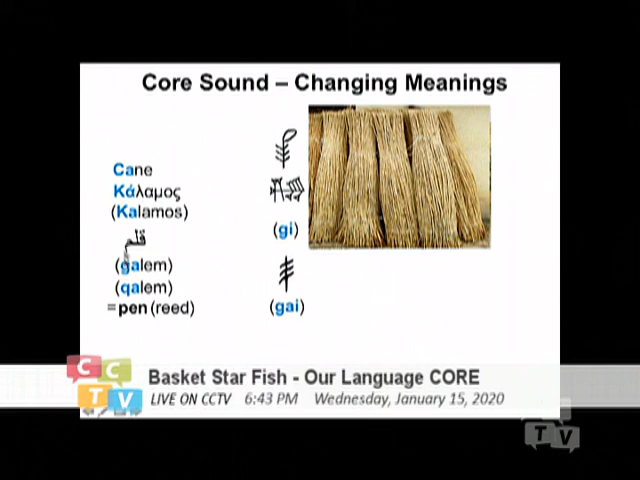 Core Sound – Changing Meanings
Cane
Κάλαμος
(Kalamos)
قلم
(galem)
(qalem)
= pen (reed)
(gi)
(gai)
CCTV
Basket Star Fish - Our Language CORE
LIVE ON CCTV 6:43 PM Wednesday, January 15, 2020
TV